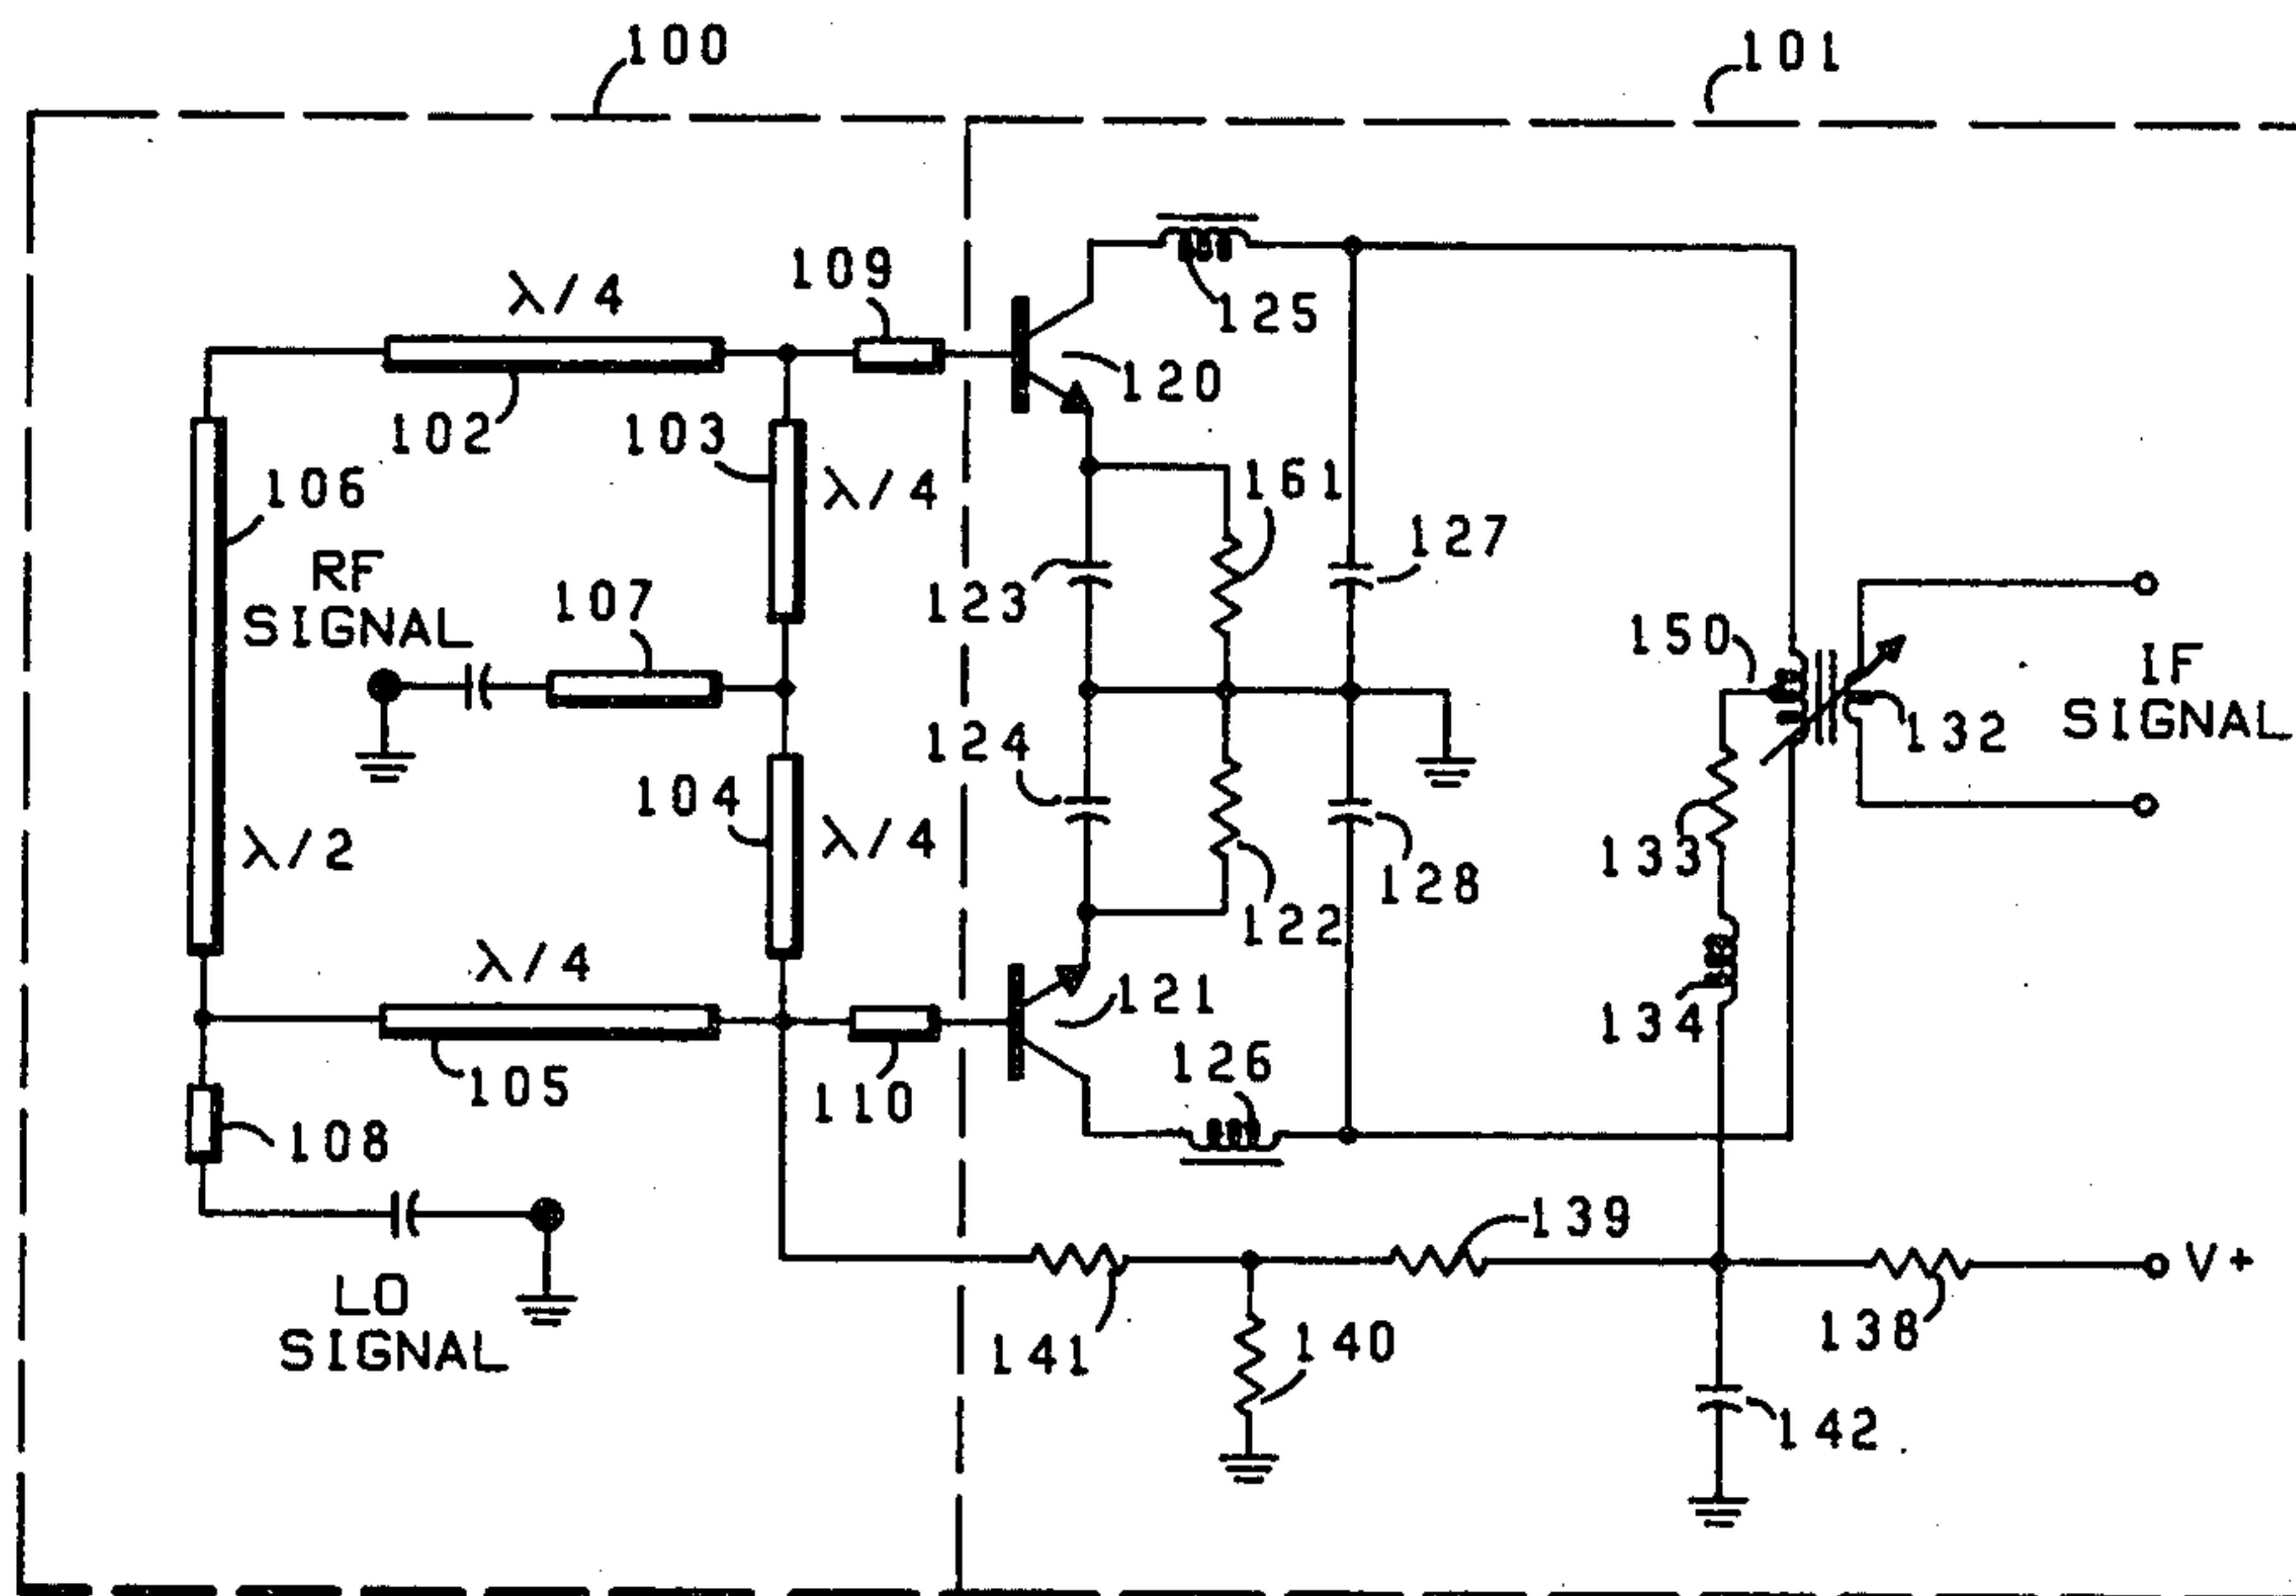 100
101
109
λ/4
125
120
102
103
λ/4
106
161
127
RF
SIGNAL
107
123
150
IF
SIGNAL
132
124
104
λ/4
λ/2
133
128
122
λ/4
121
134
105
126
110
108
139
V+
LO
SIGNAL
141
140
138
142